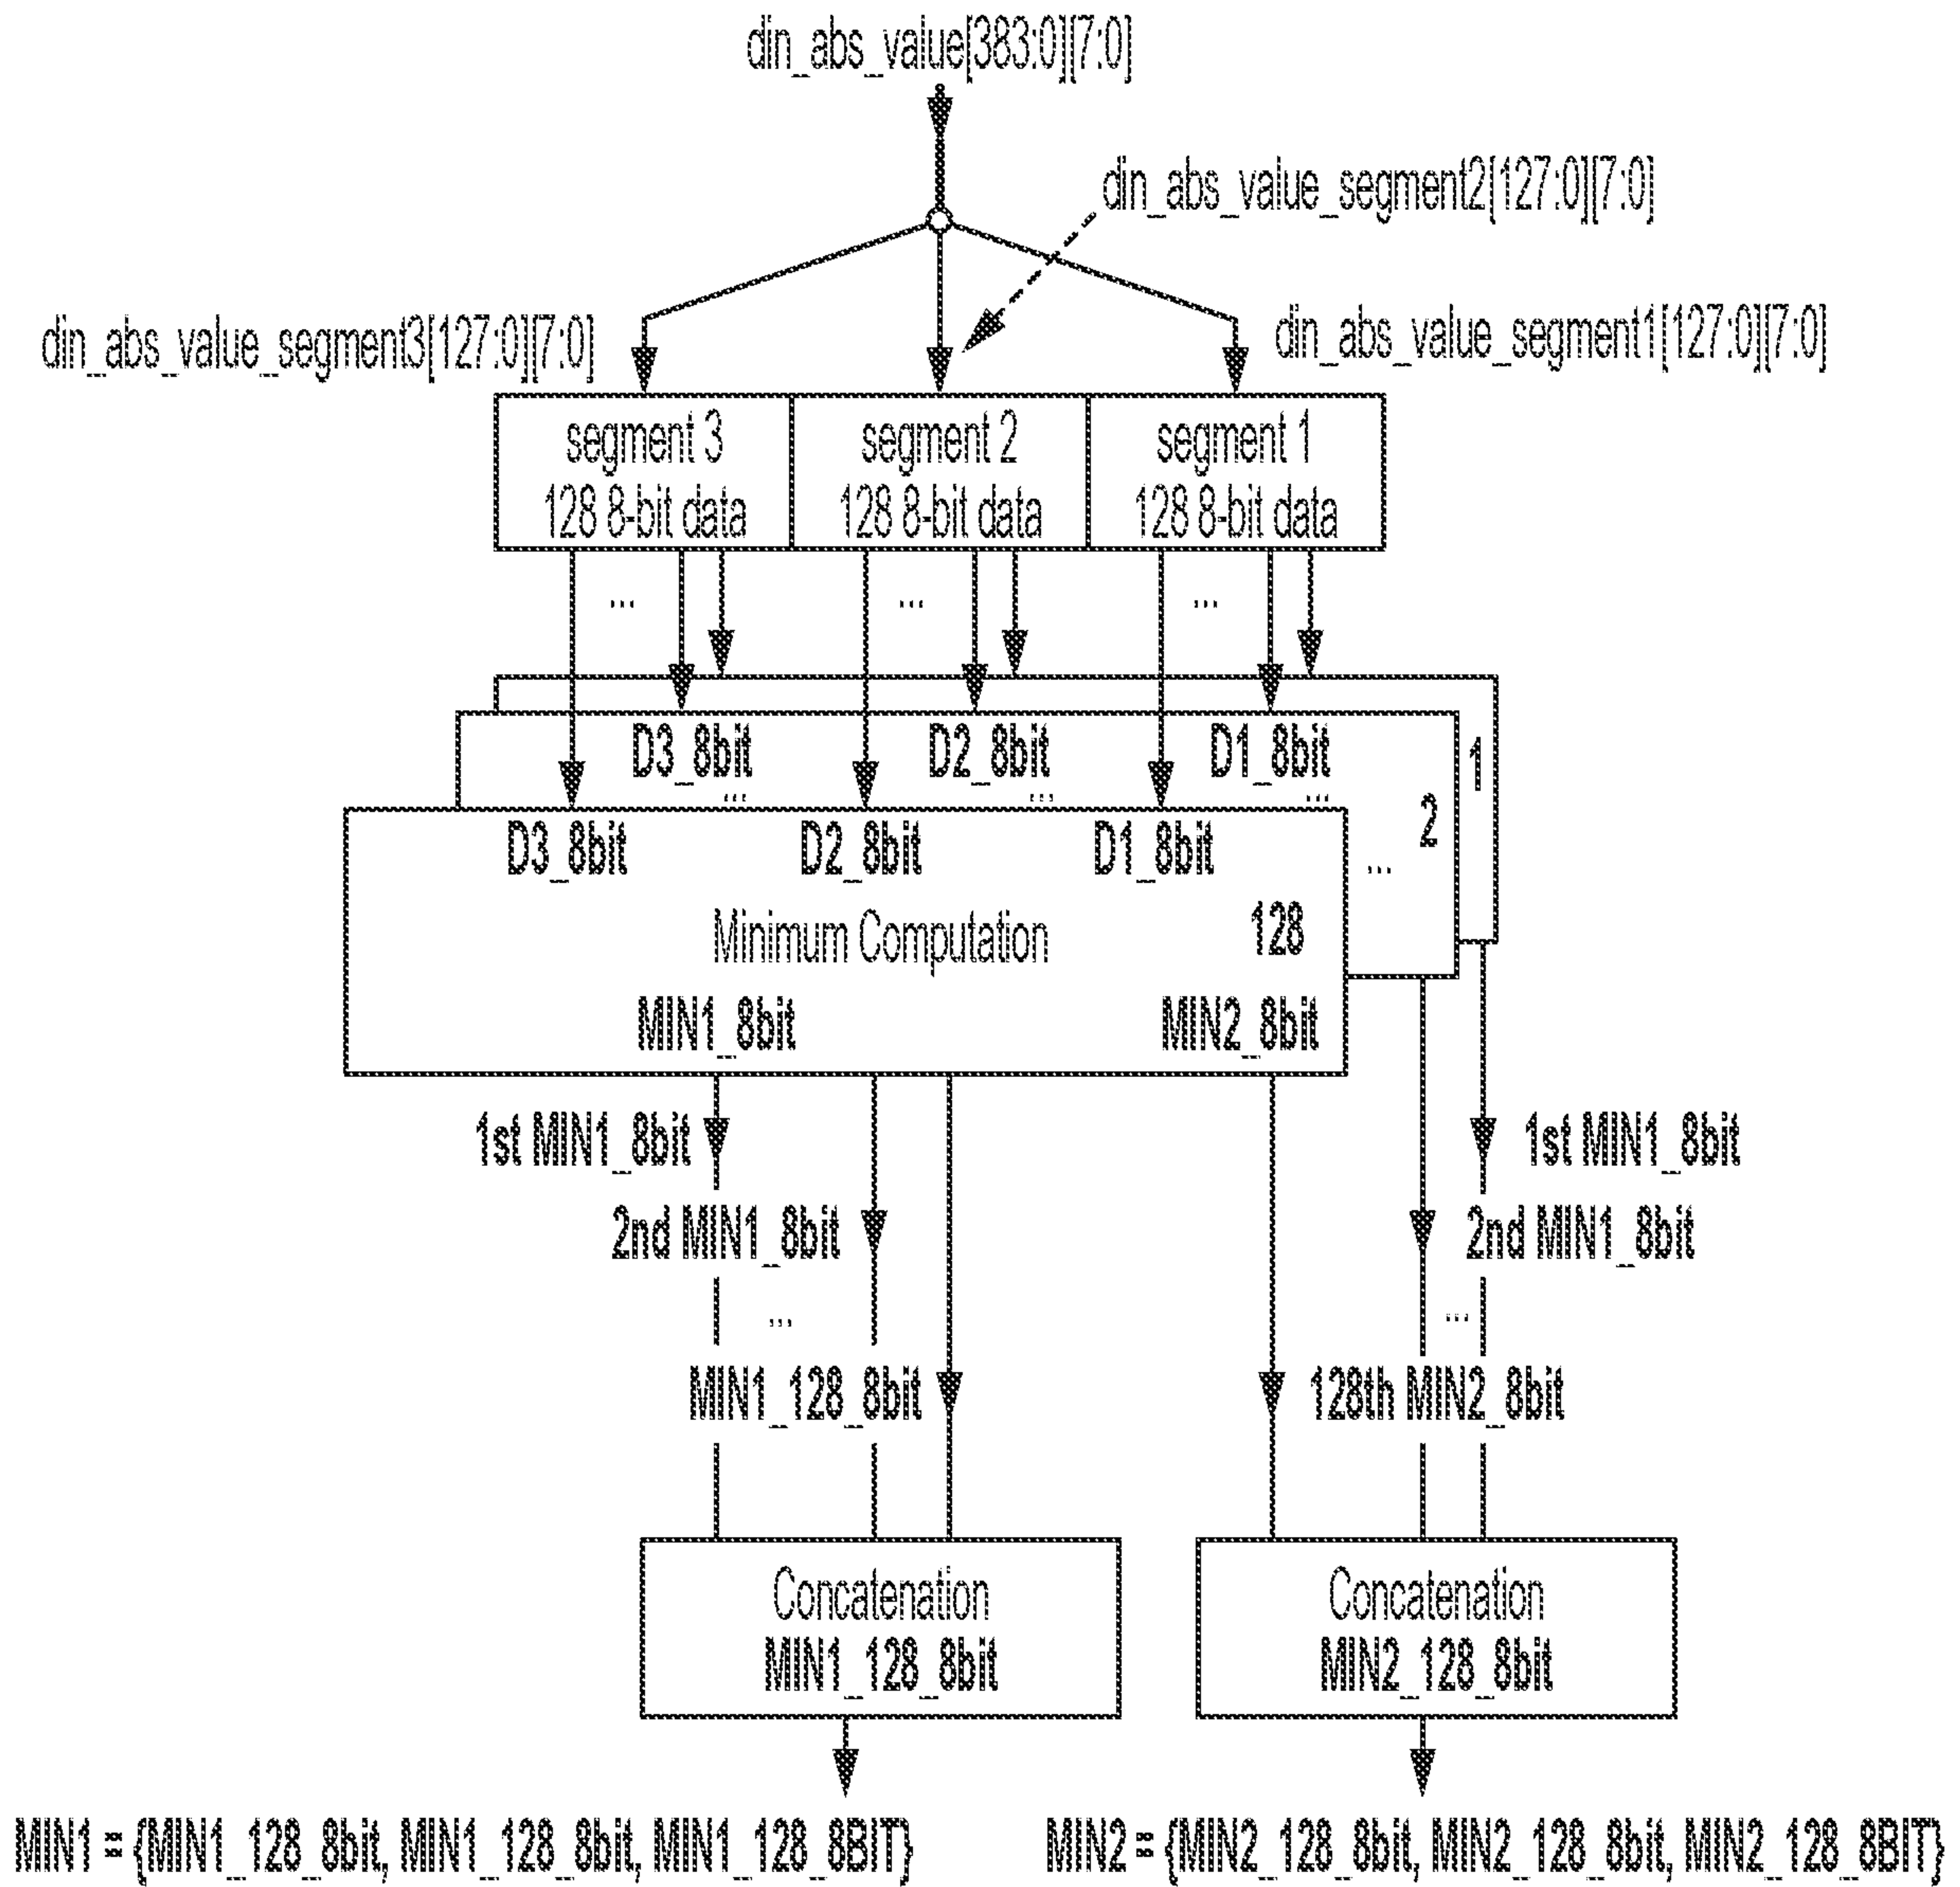 din_abs_value[383:0][7:0]
din_abs_value_segment2[127:0][7:0]
din_abs_value_segment3[127:0][7:0]
din_abs_value_segment1[127:0][7:0]
segment 3
128 8-bit data
segment 2
128 8-bit data
segment 1
128 8-bit data
... ... ...
D3_8bit D2_8bit D1_8bit 1
... ... ...
2
D3_8bit D2_8bit D1_8bit
...
Minimum Computation 128
MIN1_8bit MIN2_8bit
1st MIN1_8bit
1st MIN1_8bit
2nd MIN1_8bit
2nd MIN1_8bit
... ...
MIN1_128_8bit
128th MIN2_8bit
Concatenation
MIN1_128_8bit
Concatenation
MIN2_128_8bit
MIN1 = {MIN1_128_8bit, MIN1_128_8bit, MIN1_128_8BIT}
MIN2 = {MIN2_128_8bit, MIN2_128_8bit, MIN2_128_8BIT}